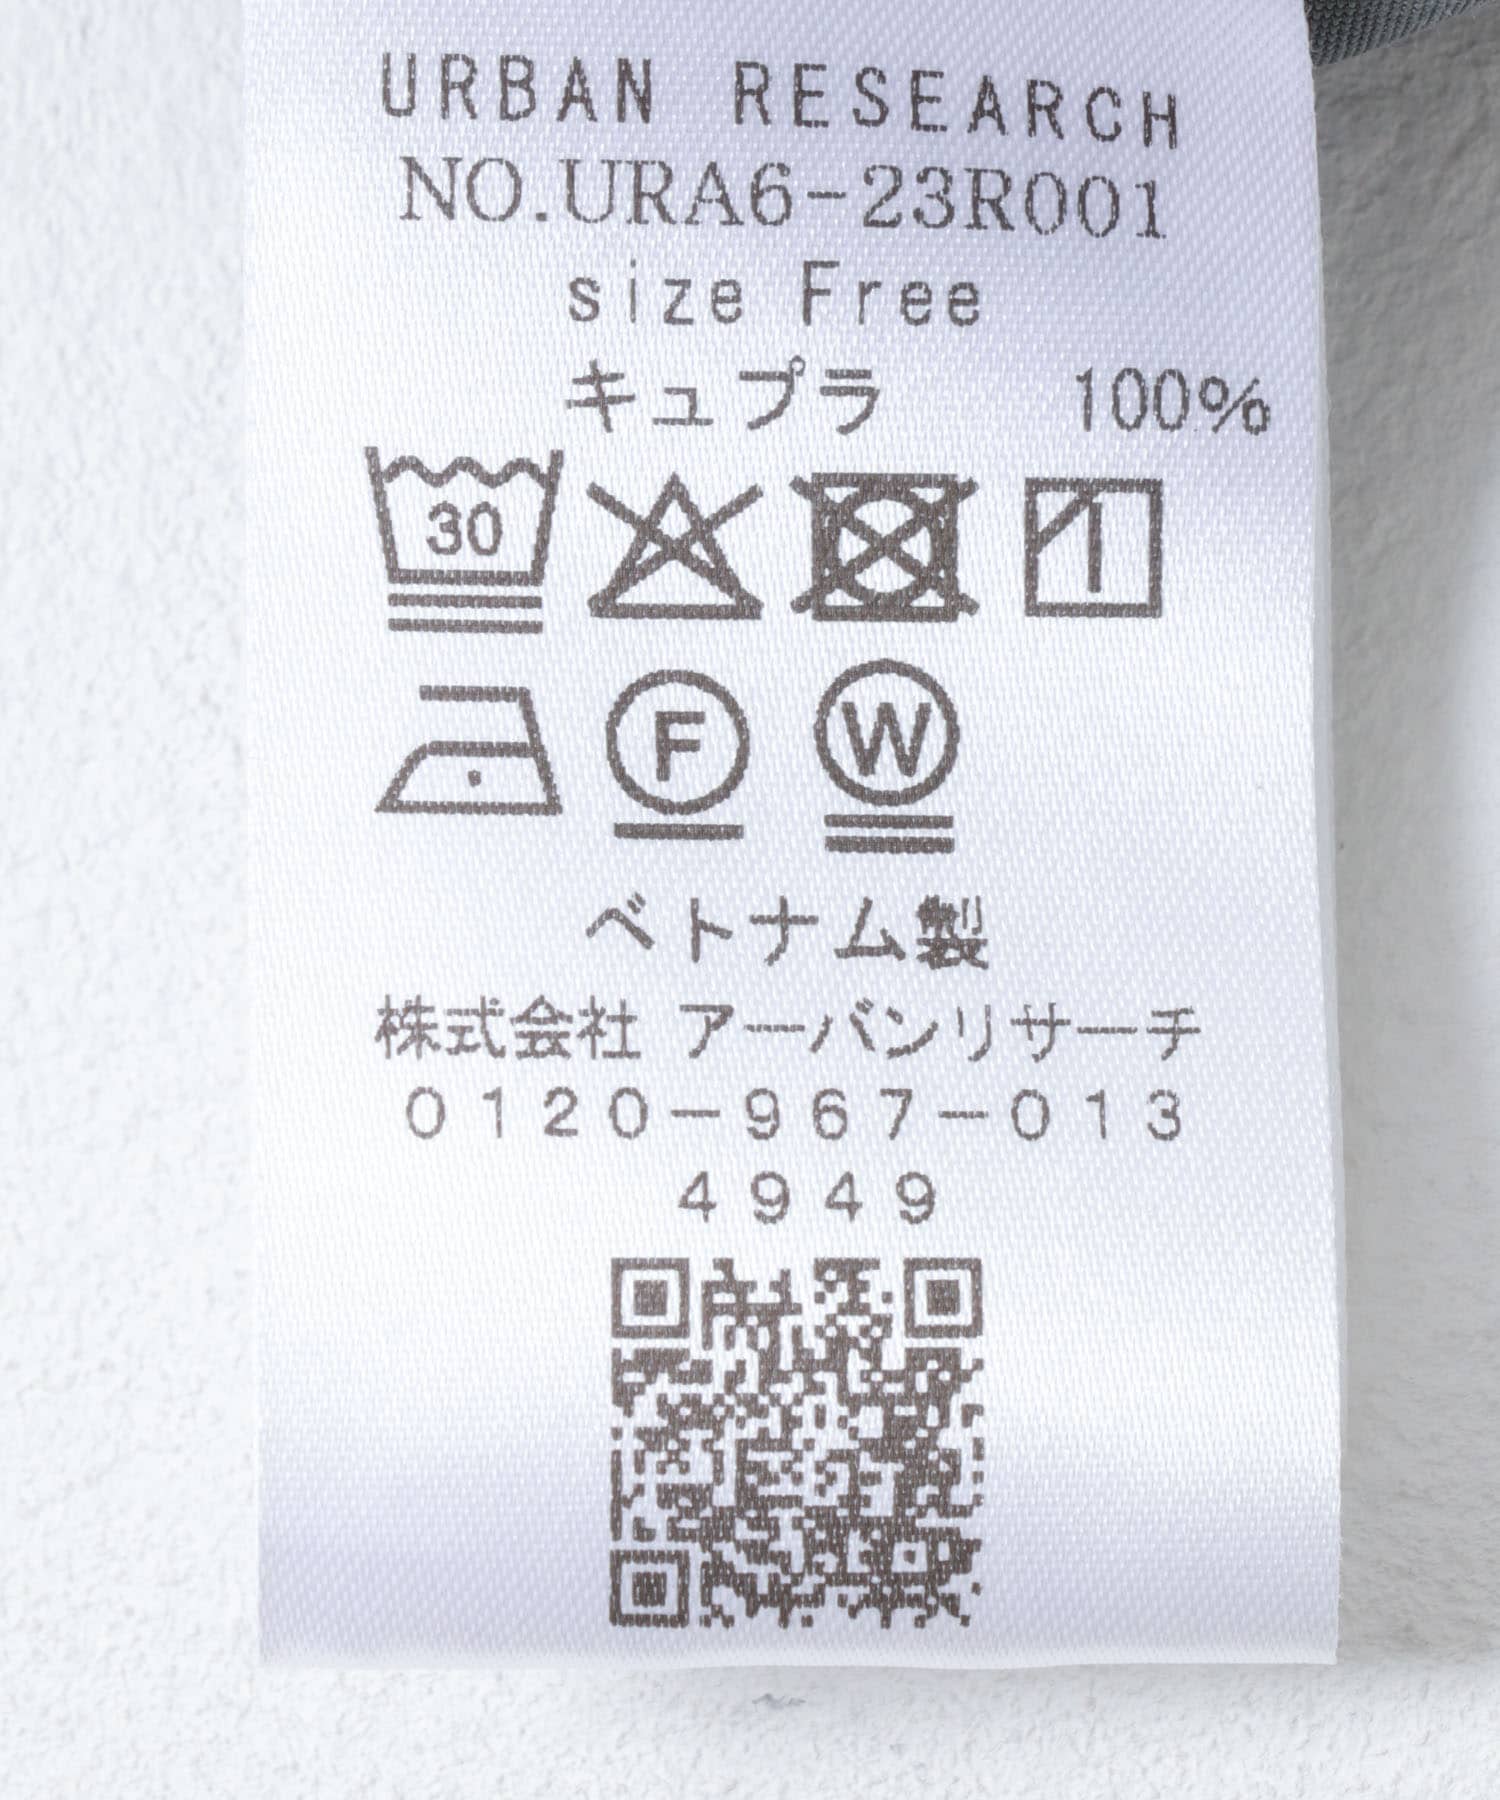 URBAN RESEARCH
NO.URA6-23R001
size Free
キュプラ 100%
30
F W
ベトナム製
株式会社 アーバンリサーチ
0120-967-013
4949